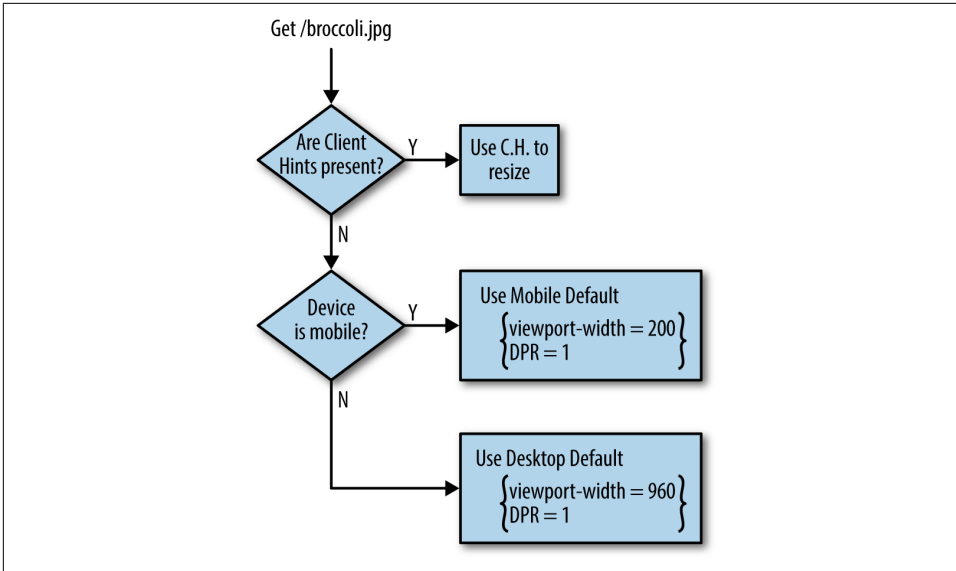 Get /broccoli.jpg
Are Client
Hints present?
Y
Use C.H. to
resize
N
Device
is mobile?
Y
Use Mobile Default
{viewport-width = 200}
DPR = 1
N
Use Desktop Default
{viewport-width = 960}
DPR = 1